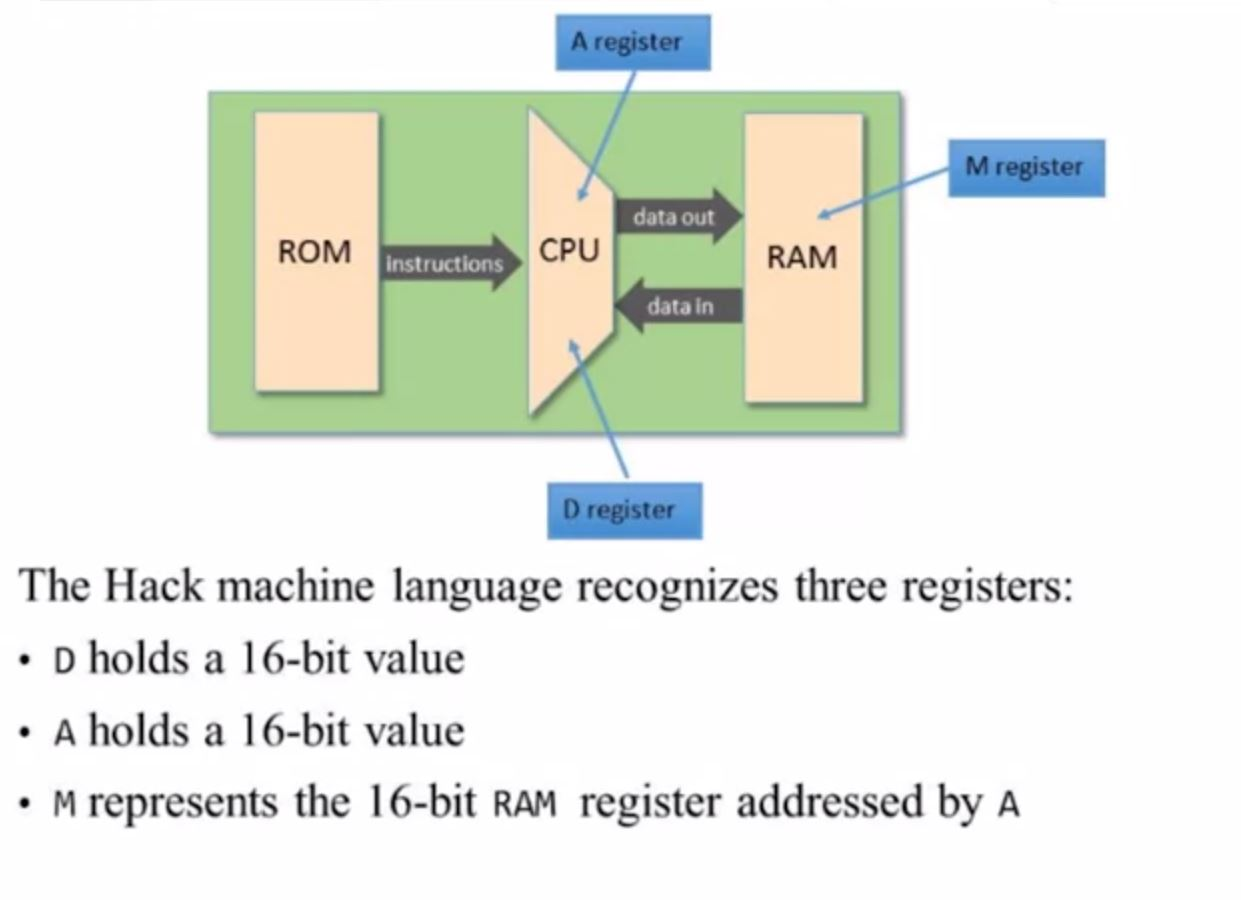 A register
M register
ROM
instructions
CPU
data out
data in
RAM
D register
The Hack machine language recognizes three registers:
• D holds a 16-bit value
• A holds a 16-bit value
• M represents the 16-bit RAM register addressed by A